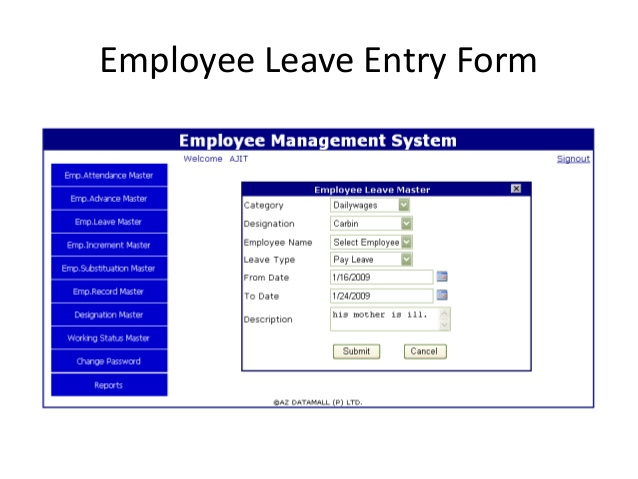 Employee Leave Entry Form
Employee Management System
Welcome AJIT
Signout
Emp.Attendance Master
Emp.Advance Master
Emp.Leave Master
Emp.Increment Master
Emp.Substituation Master
Emp.Record Master
Designation Master
Working Status Master
Change Password
Reports
Employee Leave Master
Category Dailywages
Designation Carbin
Employee Name Select Employee
Leave Type Pay Leave
From Date 1/16/2009
To Date 1/24/2009
Description his mother is ill.
Submit Cancel
@AZ DATAMALL (P) LTD.